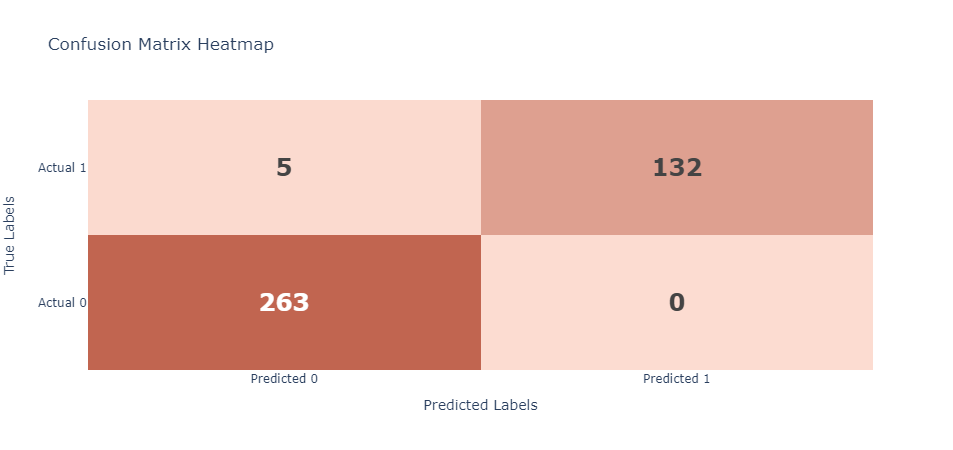 Confusion Matrix Heatmap
True Labels
Actual 1
5
132
Actual 0
263
0
Predicted 0
Predicted 1
Predicted Labels